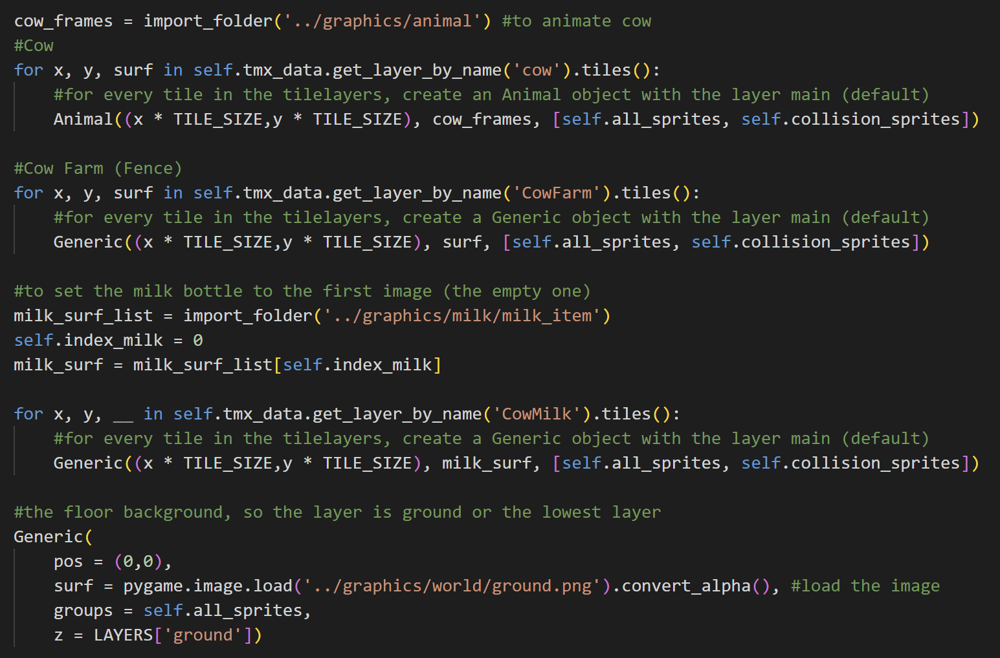 cow_frames = import_folder('../graphics/animal') #to animate cow
#Cow
for x, y, surf in self.tmx_data.get_layer_by_name('cow').tiles():
    #for every tile in the tilelayers, create an Animal object with the layer main (default)
    Animal((x * TILE_SIZE,y * TILE_SIZE), cow_frames, [self.all_sprites, self.collision_sprites])

#Cow Farm (Fence)
for x, y, surf in self.tmx_data.get_layer_by_name('CowFarm').tiles():
    #for every tile in the tilelayers, create a Generic object with the layer main (default)
    Generic((x * TILE_SIZE,y * TILE_SIZE), surf, [self.all_sprites, self.collision_sprites])

#to set the milk bottle to the first image (the empty one)
milk_surf_list = import_folder('../graphics/milk/milk_item')
self.index_milk = 0
milk_surf = milk_surf_list[self.index_milk]

for x, y, __ in self.tmx_data.get_layer_by_name('CowMilk').tiles():
    #for every tile in the tilelayers, create a Generic object with the layer main (default)
    Generic((x * TILE_SIZE,y * TILE_SIZE), milk_surf, [self.all_sprites, self.collision_sprites])

#the floor background, so the layer is ground or the lowest layer
Generic(
    pos = (0,0),
    surf = pygame.image.load('../graphics/world/ground.png').convert_alpha(), #load the image
    groups = self.all_sprites,
    z = LAYERS['ground'])